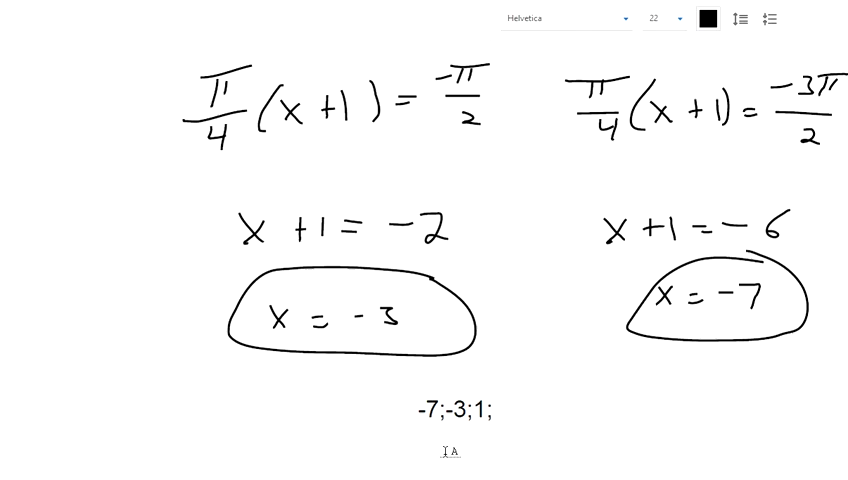 Helvetica 22
π/4 (x + 1) = -π/2
π/4 (x + 1) = -3π/2
x + 1 = -2
x + 1 = -6
x = -3
x = -7
-7;-3;1;
A